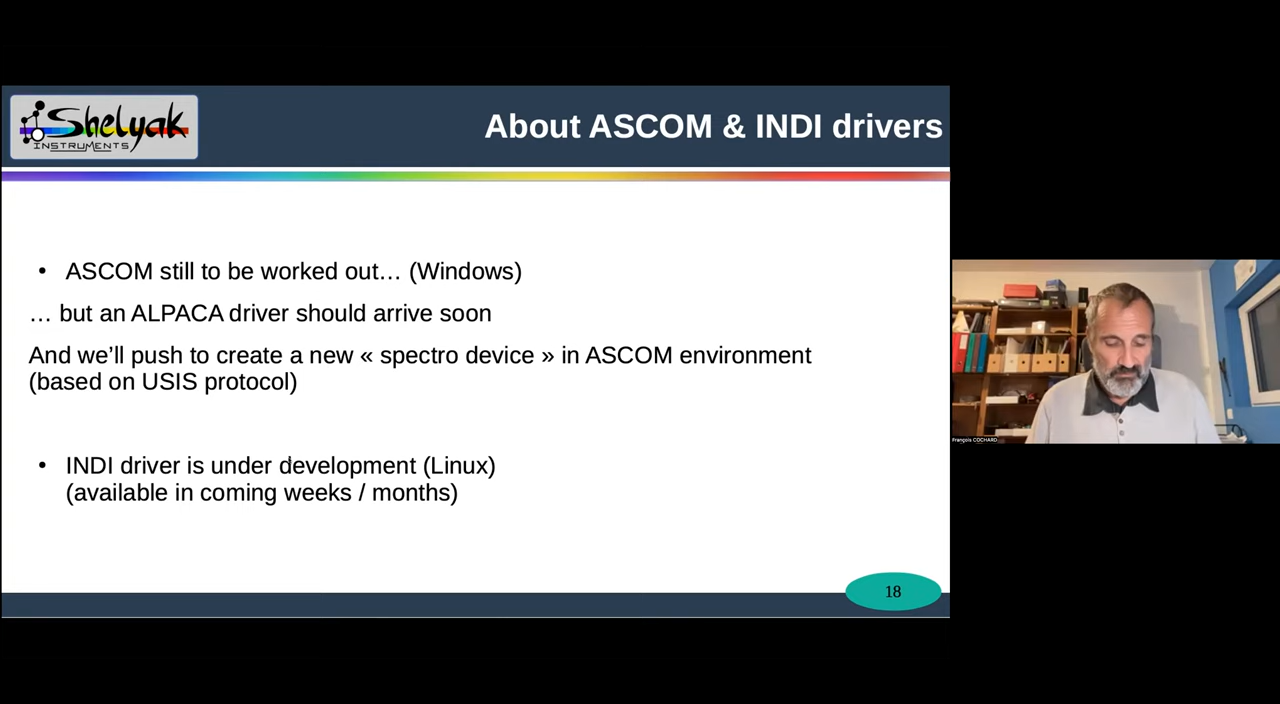 Shelyak
INSTRUMENTS
About ASCOM & INDI drivers
• ASCOM still to be worked out… (Windows)
… but an ALPACA driver should arrive soon
And we’ll push to create a new « spectro device » in ASCOM environment
(based on USIS protocol)
• INDI driver is under development (Linux)
(available in coming weeks / months)
18
François COCHARD